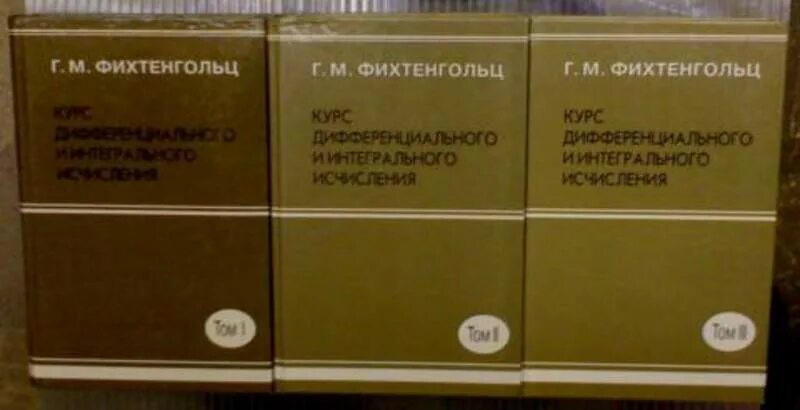 Г. М. ФИХТЕНГОЛЬЦ
КУРС
ДИФФЕРЕНЦИАЛЬНОГО
И ИНТЕГРАЛЬНОГО
ИСЧИСЛЕНИЯ
Том I
Г. М. ФИХТЕНГОЛЬЦ
КУРС
ДИФФЕРЕНЦИАЛЬНОГО
И ИНТЕГРАЛЬНОГО
ИСЧИСЛЕНИЯ
Том II
Г. М. ФИХТЕНГОЛЬЦ
КУРС
ДИФФЕРЕНЦИАЛЬНОГО
И ИНТЕГРАЛЬНОГО
ИСЧИСЛЕНИЯ
Том III